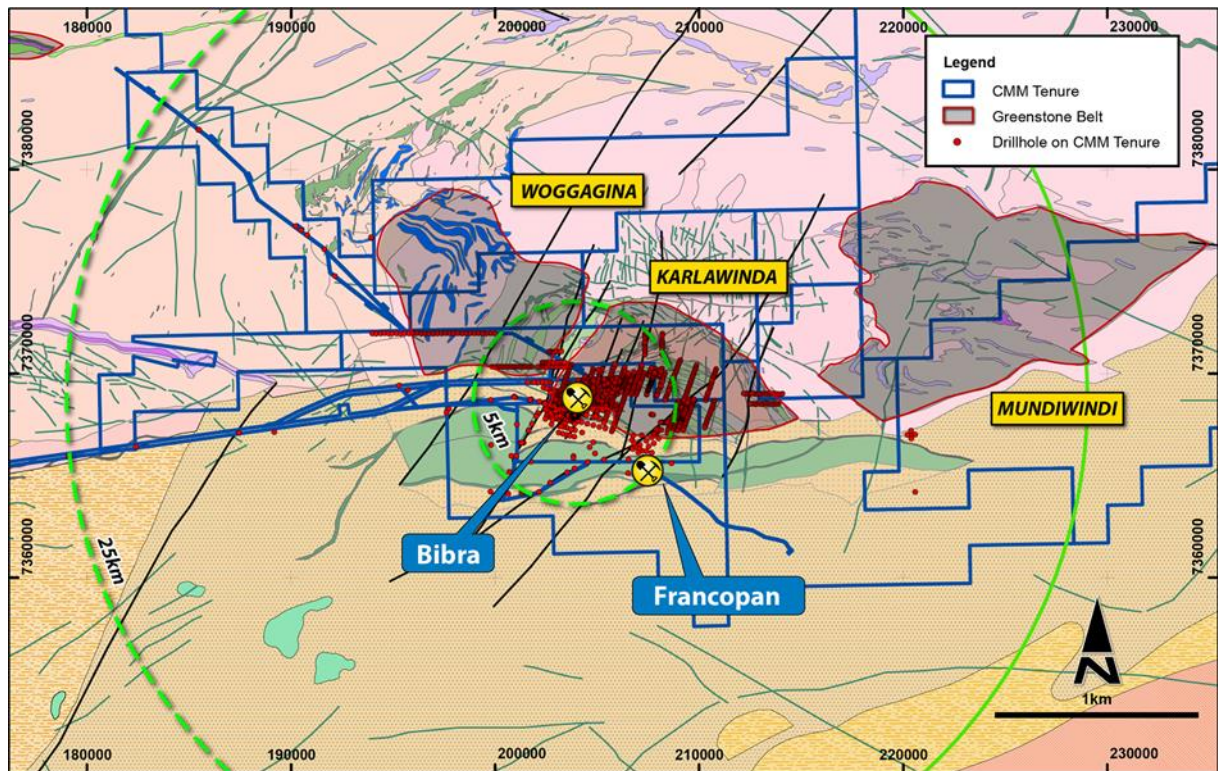 180000 190000 200000 210000 220000 230000
Legend
CMM Tenure
Greenstone Belt
Drillhole on CMM Tenure
7380000
7380000
WOGGAGINA
KARLAWINDA
7370000
7370000
MUNDIWINDI
5km
Bibra
Francopan
25km
7360000
7360000
N
1km
180000 190000 200000 210000 220000 230000